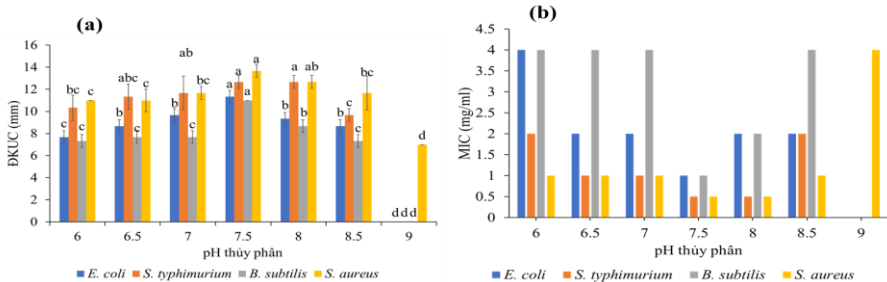 (a)
ĐKUC (mm)
16
14
12
10
8
6
4
2
0
c bc c c
b abc c c
b ab c bc
a a a a
b a b ab
b b c bc
ddd d
6 6.5 7 7.5 8 8.5 9
pH thủy phân
E. coli S. typhimurium B. subtilis S. aureus
(b)
MIC (mg/ml)
4.5
4
3.5
3
2.5
2
1.5
1
0.5
0
6 6.5 7 7.5 8 8.5 9
pH thủy phân
E. coli S. typhimurium B. subtilis S. aureus